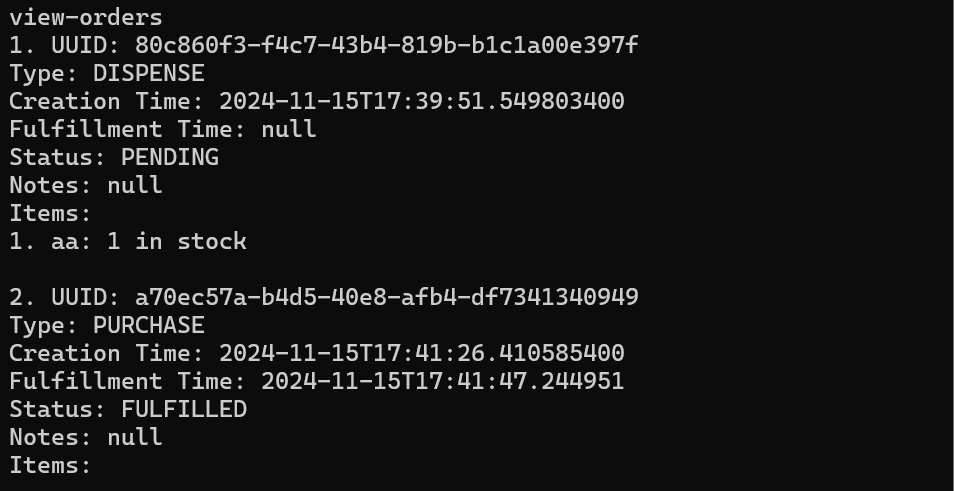 view-orders
1. UUID: 80c860f3-f4c7-43b4-819b-b1c1a00e397f
Type: DISPENSE
Creation Time: 2024-11-15T17:39:51.549803400
Fulfillment Time: null
Status: PENDING
Notes: null
Items:
1. aa: 1 in stock
2. UUID: a70ec57a-b4d5-40e8-afb4-df7341340949
Type: PURCHASE
Creation Time: 2024-11-15T17:41:26.410585400
Fulfillment Time: 2024-11-15T17:41:47.244951
Status: FULFILLED
Notes: null
Items: